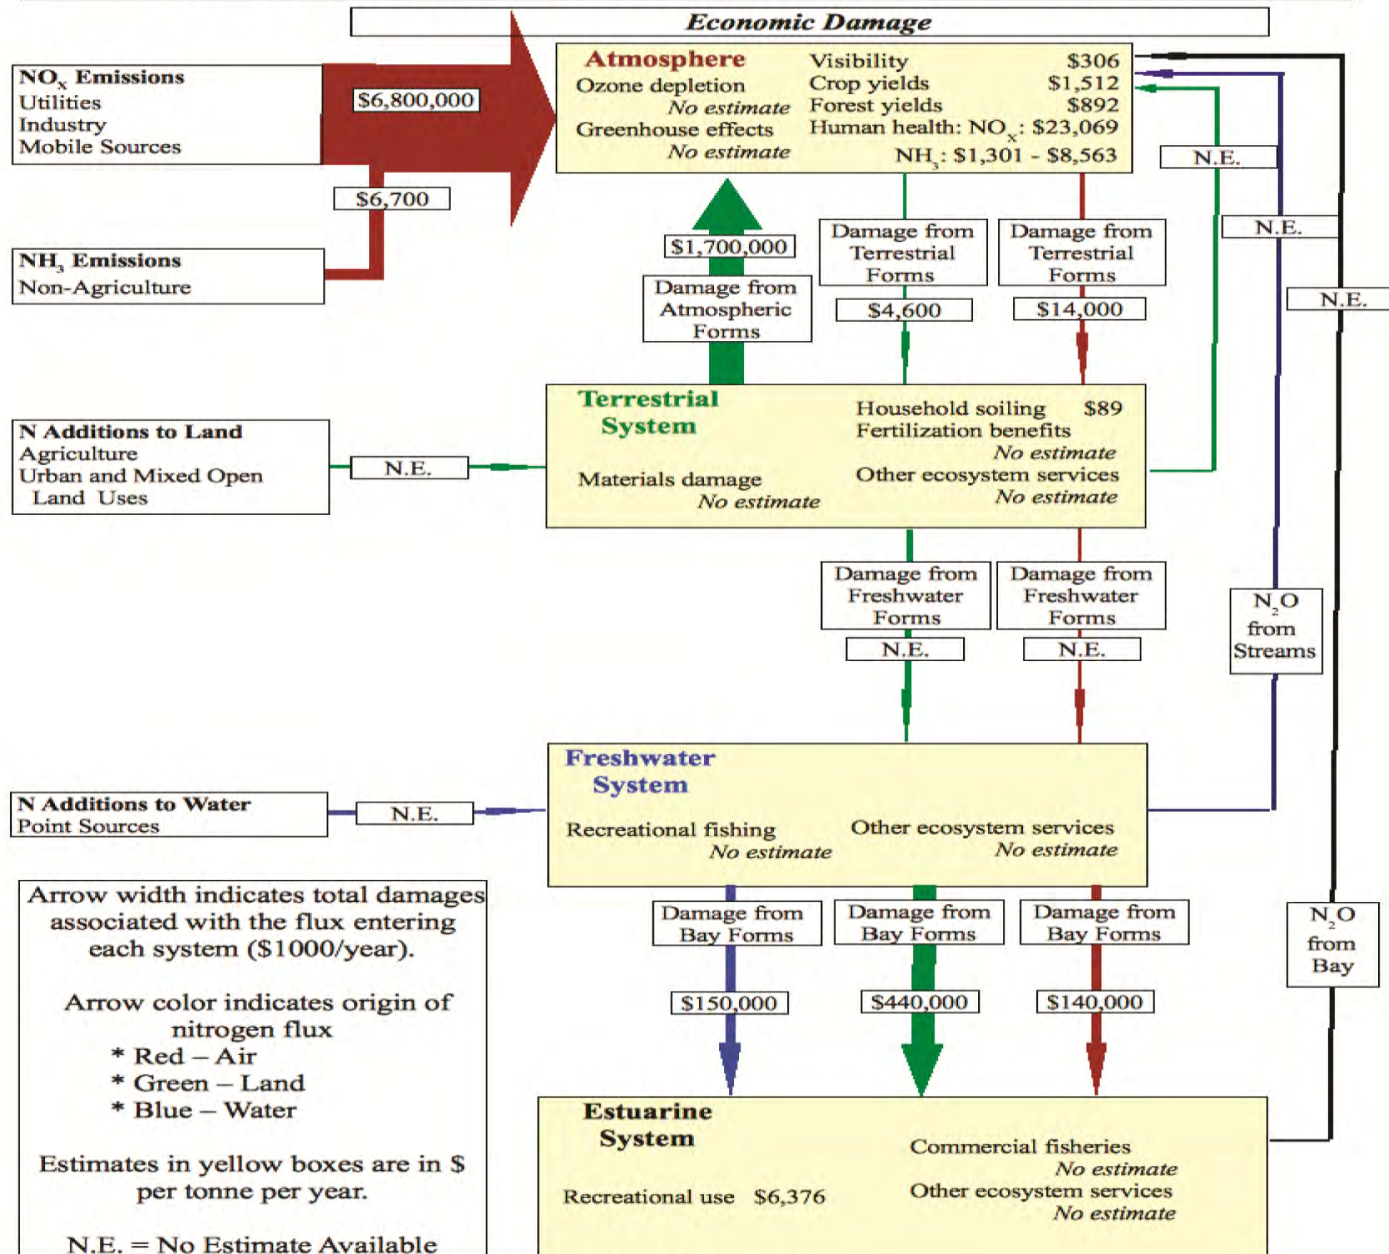 Economic Damage
NOx Emissions
Utilities
Industry
Mobile Sources
$6,800,000
$6,700
NH3 Emissions
Non-Agriculture
Atmosphere
Ozone depletion
No estimate
Greenhouse effects
No estimate
Visibility $306
Crop yields $1,512
Forest yields $892
Human health: NOx: $23,069
NH3: $1,301 - $8,563
N.E.
N.E.
N.E.
$1,700,000
Damage from
Atmospheric
Forms
Damage from
Terrestrial
Forms
$4,600
Damage from
Terrestrial
Forms
$14,000
N Additions to Land
Agriculture
Urban and Mixed Open
Land Uses
N.E.
Terrestrial
System
Materials damage
No estimate
Household soiling $89
Fertilization benefits
No estimate
Other ecosystem services
No estimate
Damage from
Freshwater
Forms
N.E.
Damage from
Freshwater
Forms
N.E.
N2O
from
Streams
N Additions to Water
Point Sources
N.E.
Freshwater
System
Recreational fishing
No estimate
Other ecosystem services
No estimate
Damage from
Bay Forms
$150,000
Damage from
Bay Forms
$440,000
Damage from
Bay Forms
$140,000
N2O
from
Bay
Estuarine
System
Recreational use $6,376
Commercial fisheries
No estimate
Other ecosystem services
No estimate
Arrow width indicates total damages
associated with the flux entering
each system ($1000/year).
Arrow color indicates origin of
nitrogen flux
* Red – Air
* Green – Land
* Blue – Water
Estimates in yellow boxes are in $
per tonne per year.
N.E. = No Estimate Available